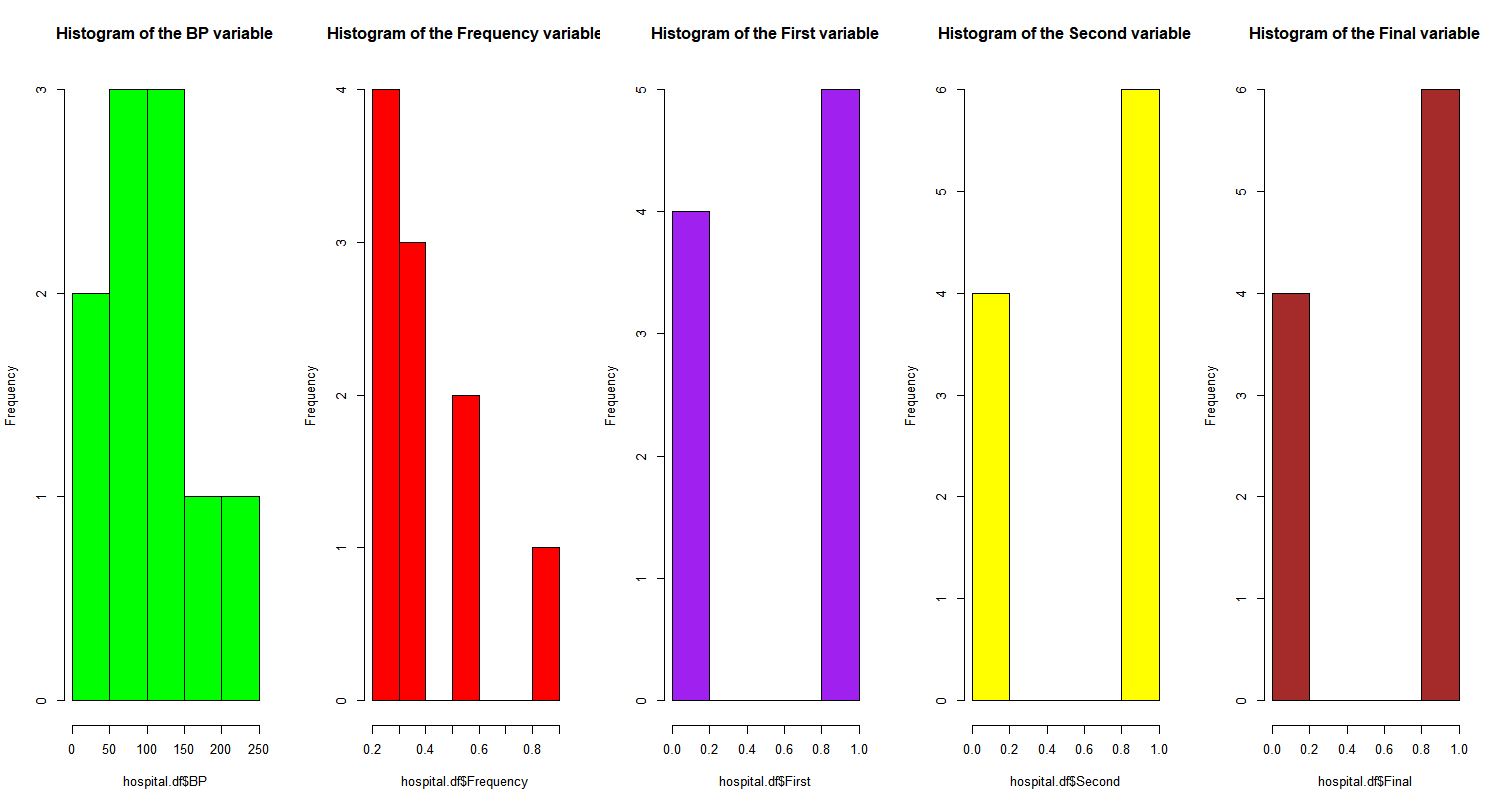 Histogram of the BP variable
Frequency
3
2
1
0
0 50 100 150 200 250
hospital.df$BP
Histogram of the Frequency variable
Frequency
4
3
2
1
0
0.2 0.4 0.6 0.8
hospital.df$Frequency
Histogram of the First variable
Frequency
5
4
3
2
1
0
0.0 0.2 0.4 0.6 0.8 1.0
hospital.df$First
Histogram of the Second variable
Frequency
6
5
4
3
2
1
0
0.0 0.2 0.4 0.6 0.8 1.0
hospital.df$Second
Histogram of the Final variable
Frequency
6
5
4
3
2
1
0
0.0 0.2 0.4 0.6 0.8 1.0
hospital.df$Final